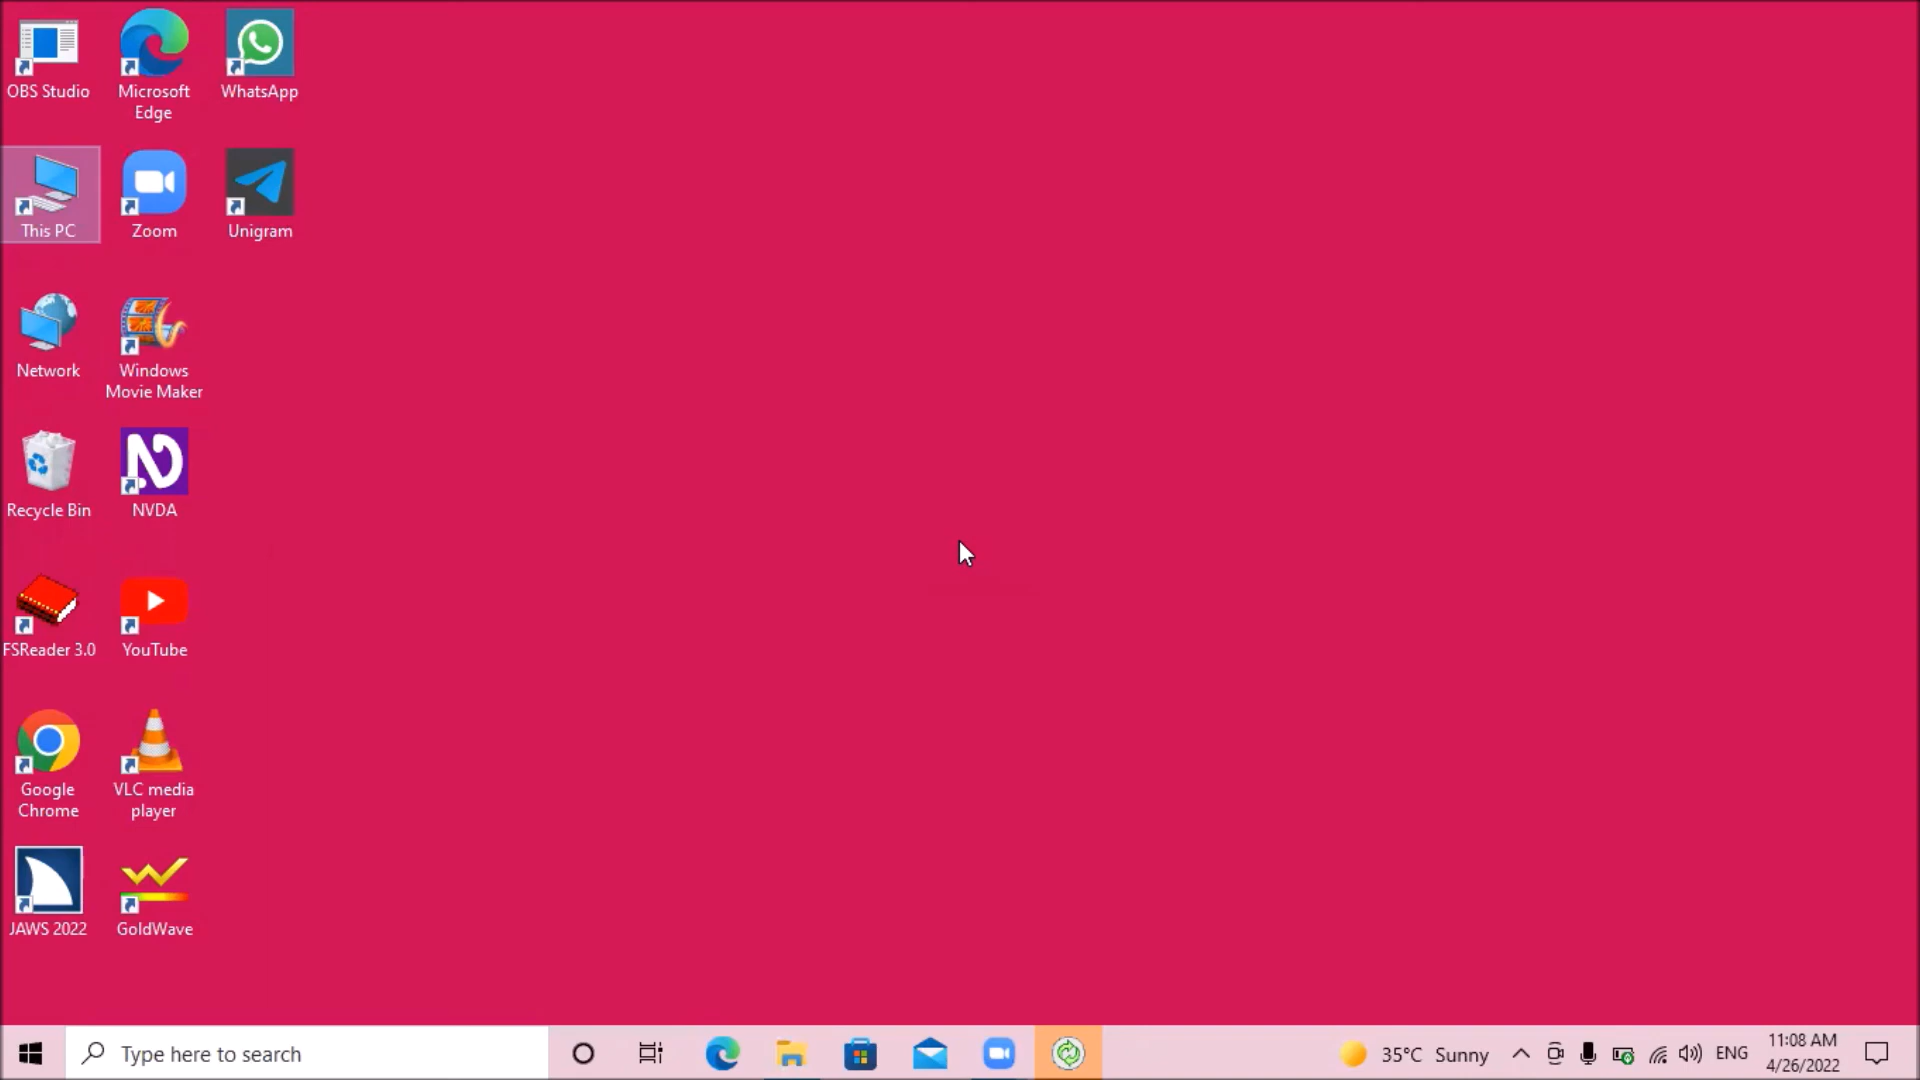 OBS Studio
Microsoft
Edge
WhatsApp
This PC
Zoom
Unigram
Network
Windows
Movie Maker
Recycle Bin
NVDA
FSReader 3.0
YouTube
Google
Chrome
VLC media
player
JAWS 2022
GoldWave
Type here to search
35°C Sunny
ENG
11:08 AM
4/26/2022